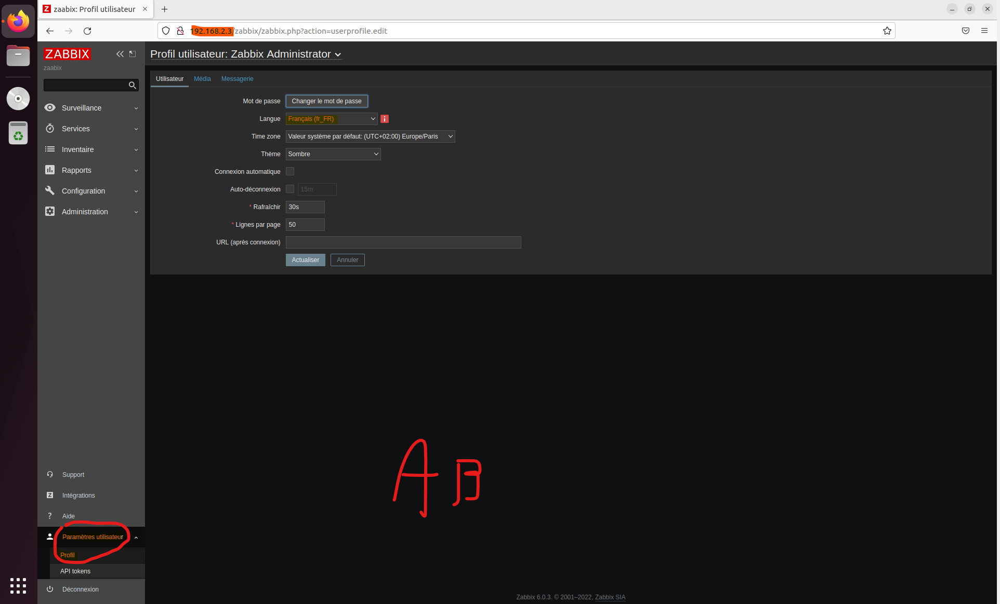 zaabix: Profil utilisateur
192.168.2.3/zabbix/zabbix.php?action=userprofile.edit
ZABBIX
zaabix
Surveillance
Services
Inventaire
Rapports
Configuration
Administration
Support
Intégrations
Aide
Paramètres utilisateur
Profil
API tokens
Déconnexion
Profil utilisateur: Zabbix Administrator
Utilisateur Média Messagerie
Mot de passe Changer le mot de passe
Langue Français (fr_FR)
Time zone Valeur système par défaut: (UTC+02:00) Europe/Paris
Thème Sombre
Connexion automatique
Auto-déconnexion 15m
* Rafraîchir 30s
* Lignes par page 50
URL (après connexion)
Actualiser Annuler
AB
Zabbix 6.0.3. © 2001–2022, Zabbix SIA